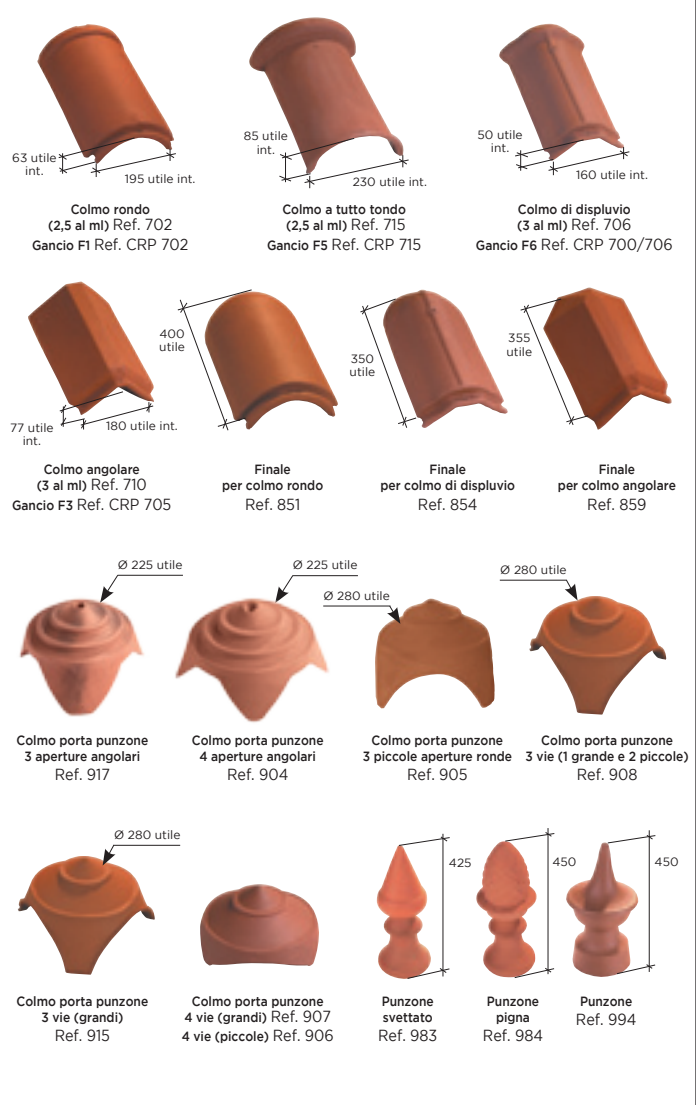 63 utile
int.
195 utile int.
Colmo rondo
(2,5 al ml) Ref. 702
Gancio F1 Ref. CRP 702
85 utile
int.
230 utile int.
Colmo a tutto tondo
(2,5 al ml) Ref. 715
Gancio F5 Ref. CRP 715
50 utile
int.
160 utile int.
Colmo di displuvio
(3 al ml) Ref. 706
Gancio F6 Ref. CRP 700/706
77 utile
int.
180 utile int.
Colmo angolare
(3 al ml) Ref. 710
Gancio F3 Ref. CRP 705
400
utile
Finale
per colmo rondo
Ref. 851
350
utile
Finale
per colmo di displuvio
Ref. 854
355
utile
Finale
per colmo angolare
Ref. 859
Ø 225 utile
Colmo porta punzone
3 aperture angolari
Ref. 917
Ø 225 utile
Colmo porta punzone
4 aperture angolari
Ref. 904
Ø 280 utile
Colmo porta punzone
3 piccole aperture ronde
Ref. 905
Ø 280 utile
Colmo porta punzone
3 vie (1 grande e 2 piccole)
Ref. 908
Ø 280 utile
Colmo porta punzone
3 vie (grandi)
Ref. 915
Colmo porta punzone
4 vie (grandi) Ref. 907
4 vie (piccole) Ref. 906
425
Punzone
svettato
Ref. 983
450
Punzone
pigna
Ref. 984
450
Punzone
Ref. 994